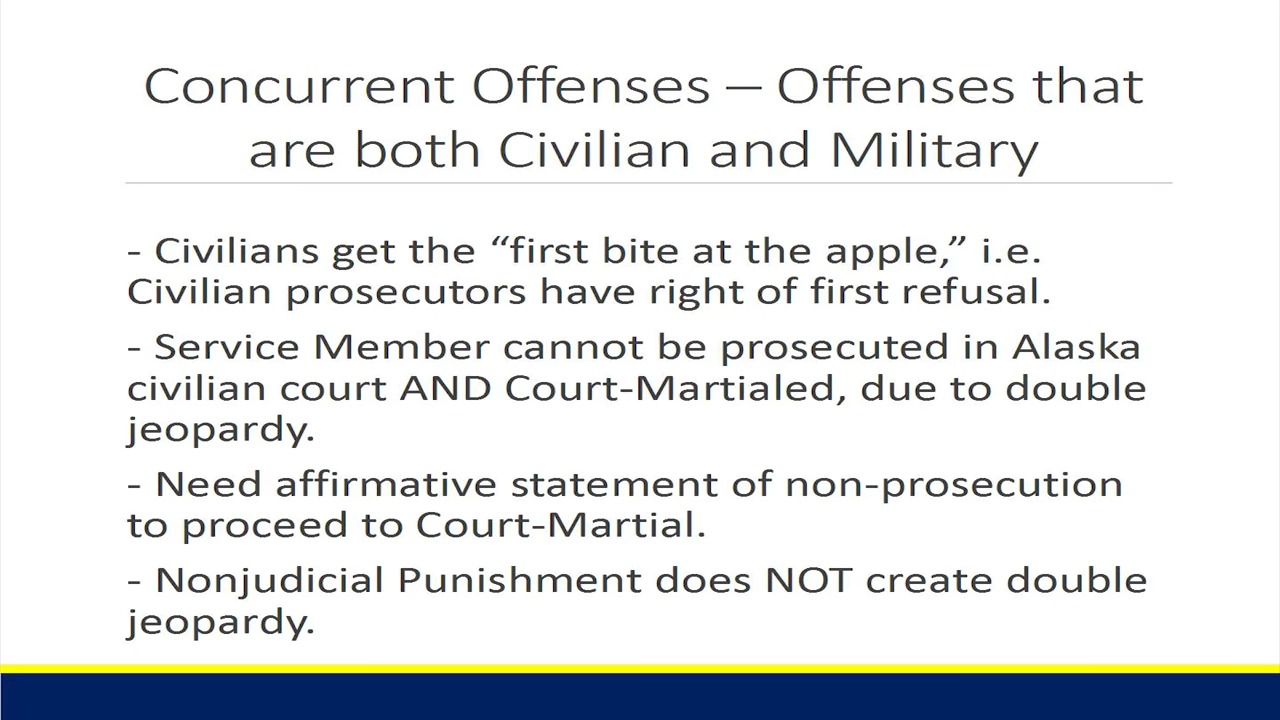 Concurrent Offenses – Offenses that
are both Civilian and Military
- Civilians get the “first bite at the apple,” i.e.
Civilian prosecutors have right of first refusal.
- Service Member cannot be prosecuted in Alaska
civilian court AND Court-Martialed, due to double
jeopardy.
- Need affirmative statement of non-prosecution
to proceed to Court-Martial.
- Nonjudicial Punishment does NOT create double
jeopardy.